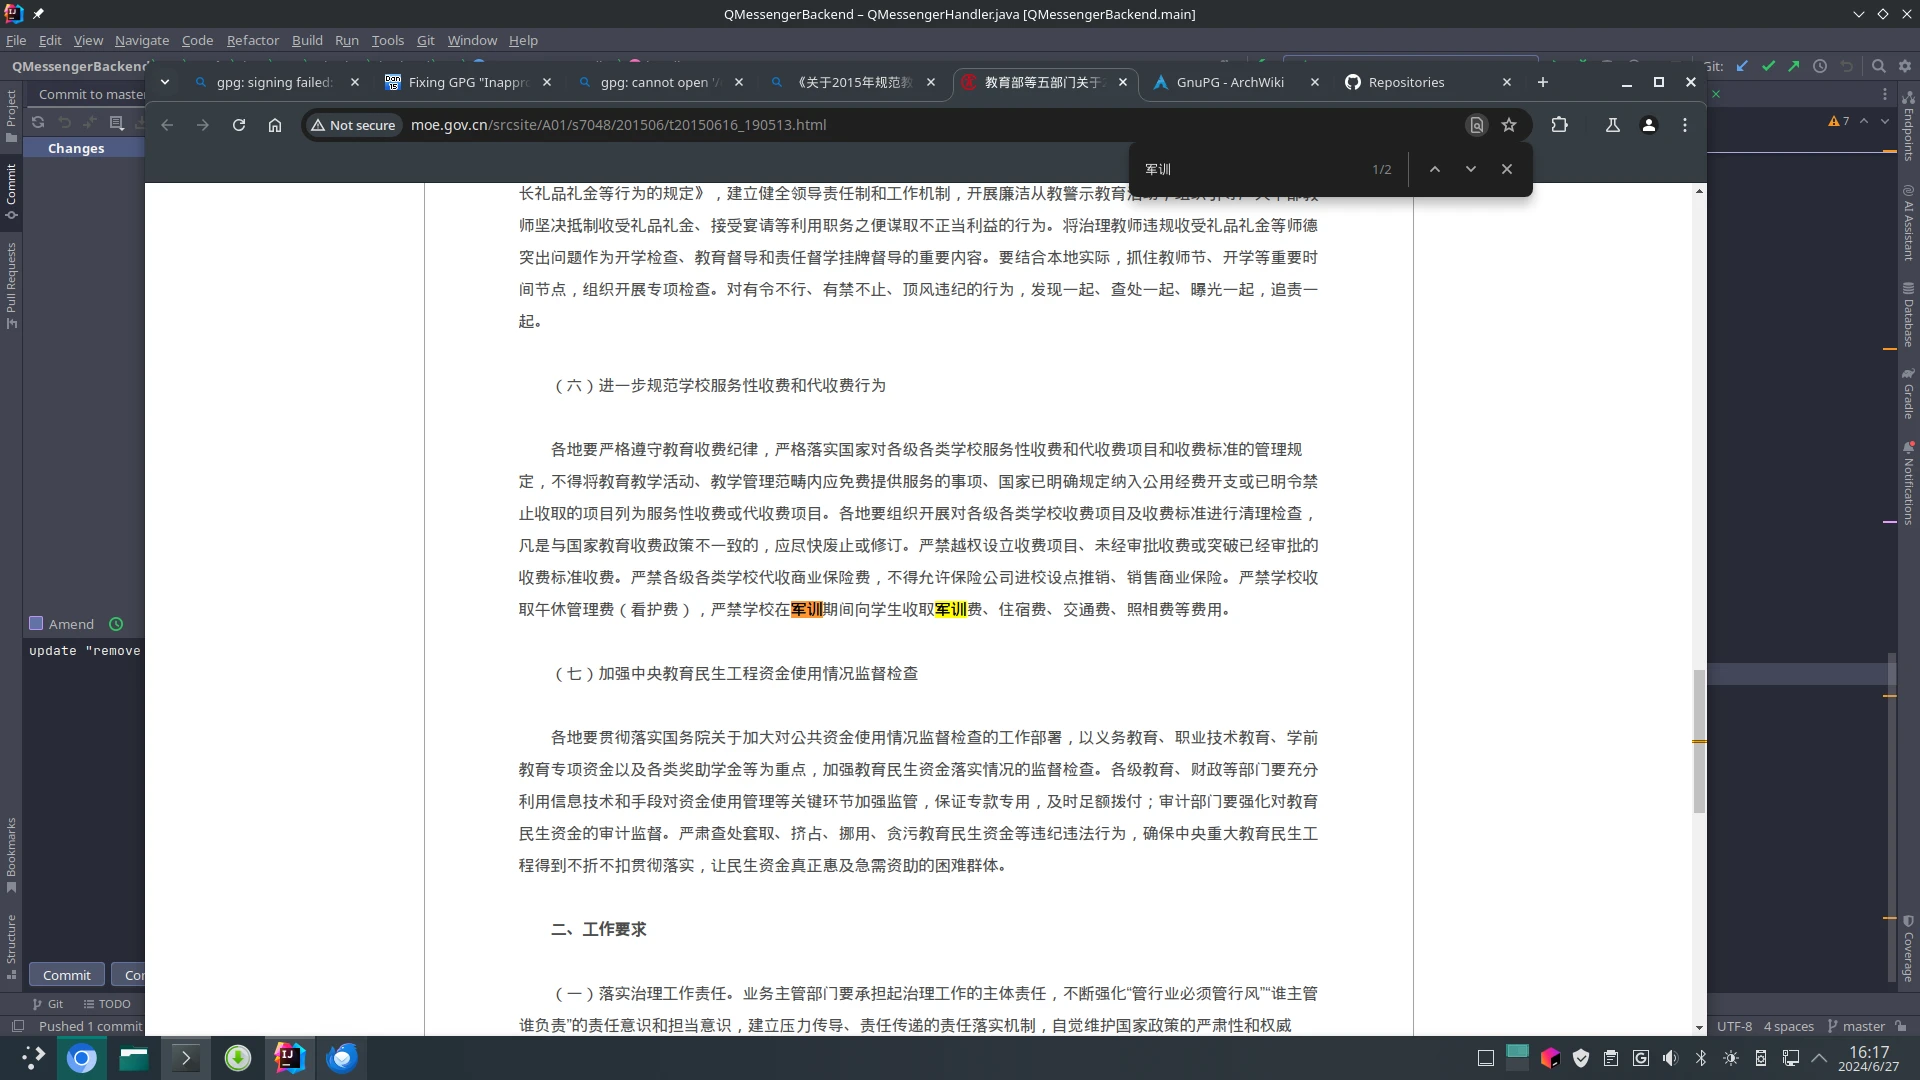 QMessengerBackend – QMessengerHandler.java [QMessengerBackend.main]
File Edit View Navigate Code Refactor Build Run Tools Git Window Help
QMessengerBackend
Git:
gpg: signing failed:
Fixing GPG "Inappr
gpg: cannot open '/
《关于2015年规范教
教育部等五部门关于
GnuPG - ArchWiki
Repositories
Commit to master
Not secure
moe.gov.cn/srcsite/A01/s7048/201506/t20150616_190513.html
7
Changes
军训
1/2
长礼品礼金等行为的规定》，建立健全领导责任制和工作机制，开展廉洁从教警示教育
师坚决抵制收受礼品礼金、接受宴请等利用职务之便谋取不正当利益的行为。将治理教师违规收受礼品礼金等师德
突出问题作为开学检查、教育督导和责任督学挂牌督导的重要内容。要结合本地实际，抓住教师节、开学等重要时
间节点，组织开展专项检查。对有令不行、有禁不止、顶风违纪的行为，发现一起、查处一起、曝光一起，追责一
起。
（六）进一步规范学校服务性收费和代收费行为
各地要严格遵守教育收费纪律，严格落实国家对各级各类学校服务性收费和代收费项目和收费标准的管理规
定，不得将教育教学活动、教学管理范畴内应免费提供服务的事项、国家已明确规定纳入公用经费开支或已明令禁
止收取的项目列为服务性收费或代收费项目。各地要组织开展对各级各类学校收费项目及收费标准进行清理检查，
凡是与国家教育收费政策不一致的，应尽快废止或修订。严禁越权设立收费项目、未经审批收费或突破已经审批的
收费标准收费。严禁各级各类学校代收商业保险费，不得允许保险公司进校设点推销、销售商业保险。严禁学校收
取午休管理费（看护费），严禁学校在军训期间向学生收取军训费、住宿费、交通费、照相费等费用。
（七）加强中央教育民生工程资金使用情况监督检查
各地要贯彻落实国务院关于加大对公共资金使用情况监督检查的工作部署，以义务教育、职业技术教育、学前
教育专项资金以及各类奖助学金等为重点，加强教育民生资金落实情况的监督检查。各级教育、财政等部门要充分
利用信息技术和手段对资金使用管理等关键环节加强监管，保证专款专用，及时足额拨付；审计部门要强化对教育
民生资金的审计监督。严肃查处套取、挤占、挪用、贪污教育民生资金等违纪违法行为，确保中央重大教育民生工
程得到不折不扣贯彻落实，让民生资金真正惠及急需资助的困难群体。
二、工作要求
（一）落实治理工作责任。业务主管部门要承担起治理工作的主体责任，不断强化“管行业必须管行风”“谁主管
谁负责”的责任意识和担当意识，建立压力传导、责任传递的责任落实机制，自觉维护国家政策的严肃性和权威
Project
Commit
Pull Requests
Bookmarks
Structure
Endpoints
AI Assistant
Database
Gradle
Notifications
Coverage
Amend
update "remove
Commit
Cor
Git
TODO
Pushed 1 commit
UTF-8
4 spaces
master
16:17
2024/6/27